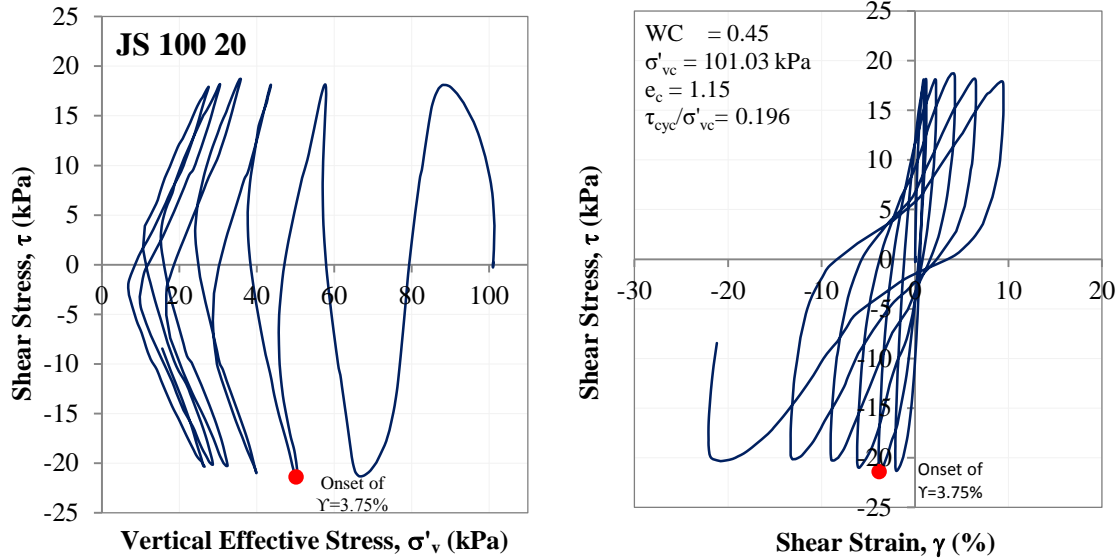 JS 100 20
25
20
15
10
5
0
-5
-10
-15
-20
-25
0
20
40
60
80
100
Shear Stress, τ (kPa)
Vertical Effective Stress, σ'v (kPa)
Onset of
ϒ=3.75%
WC = 0.45
σ'vc = 101.03 kPa
ec = 1.15
τcyc/σ'vc= 0.196
25
20
15
10
5
0
-5
-10
-15
-20
-25
-30
-20
-10
0
10
20
Shear Stress, τ (kPa)
Shear Strain, γ (%)
Onset of
ϒ=3.75%